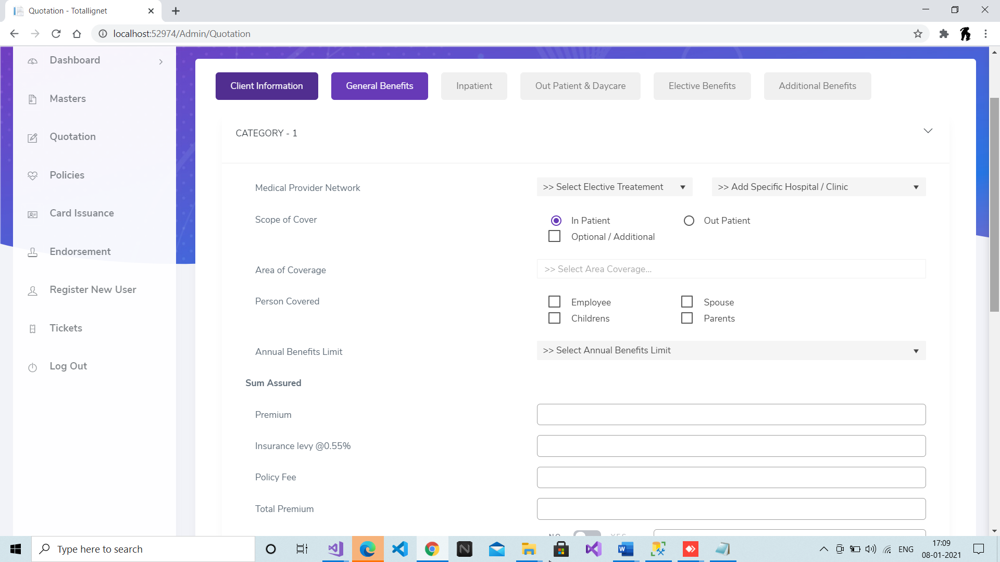 Quotation - Totallignet
localhost:52974/Admin/Quotation
Dashboard
Masters
Quotation
Policies
Card Issuance
Endorsement
Register New User
Tickets
Log Out
Client Information
General Benefits
Inpatient
Out Patient & Daycare
Elective Benefits
Additional Benefits
CATEGORY - 1
Medical Provider Network
>> Select Elective Treatement
>> Add Specific Hospital / Clinic
Scope of Cover
In Patient
Out Patient
Optional / Additional
Area of Coverage
>> Select Area Coverage...
Person Covered
Employee
Spouse
Childrens
Parents
Annual Benefits Limit
>> Select Annual Benefits Limit
Sum Assured
Premium
Insurance levy @0.55%
Policy Fee
Total Premium
NO
YES
Type here to search
ENG
17:09
08-01-2021